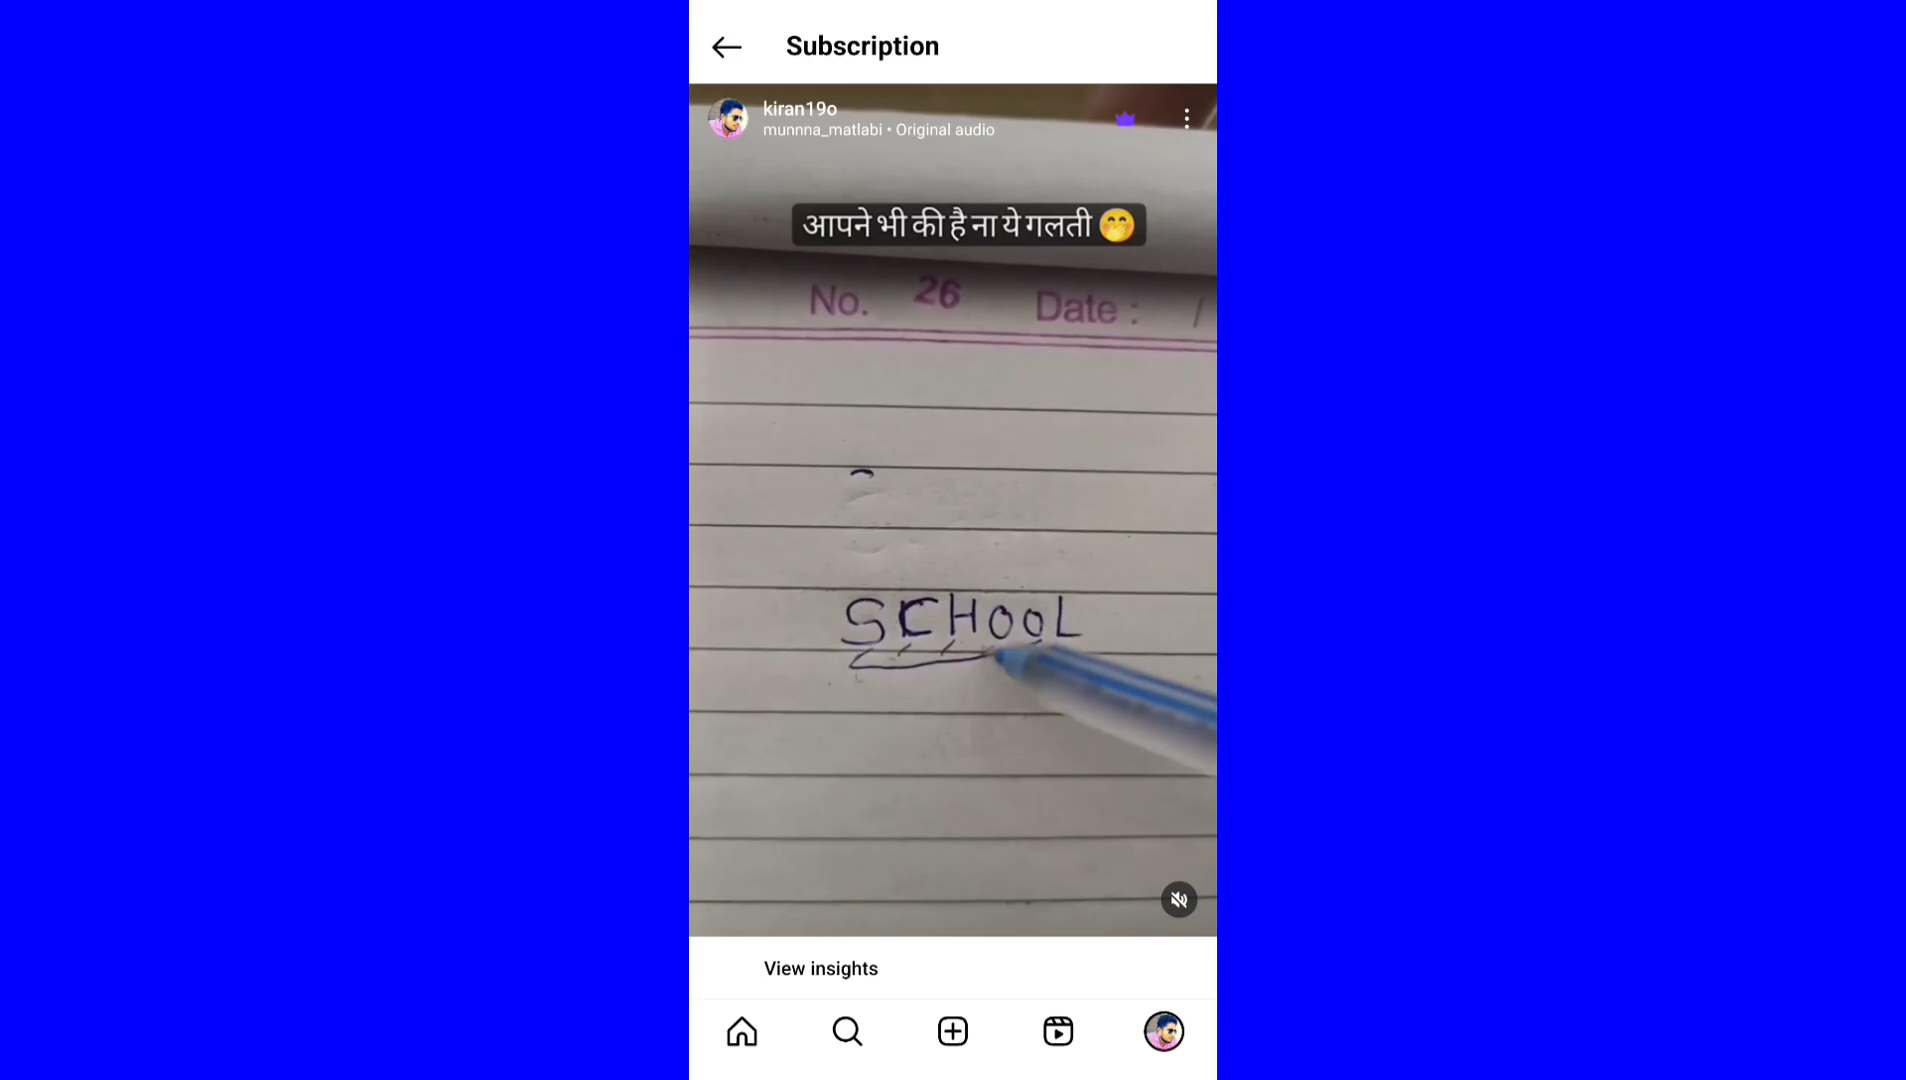 Subscription
kiran19o
munnna_matlabi • Original audio
आपने भी की है ना ये गलती 🤭
No. 26 Date : /
SCHOOL
View insights